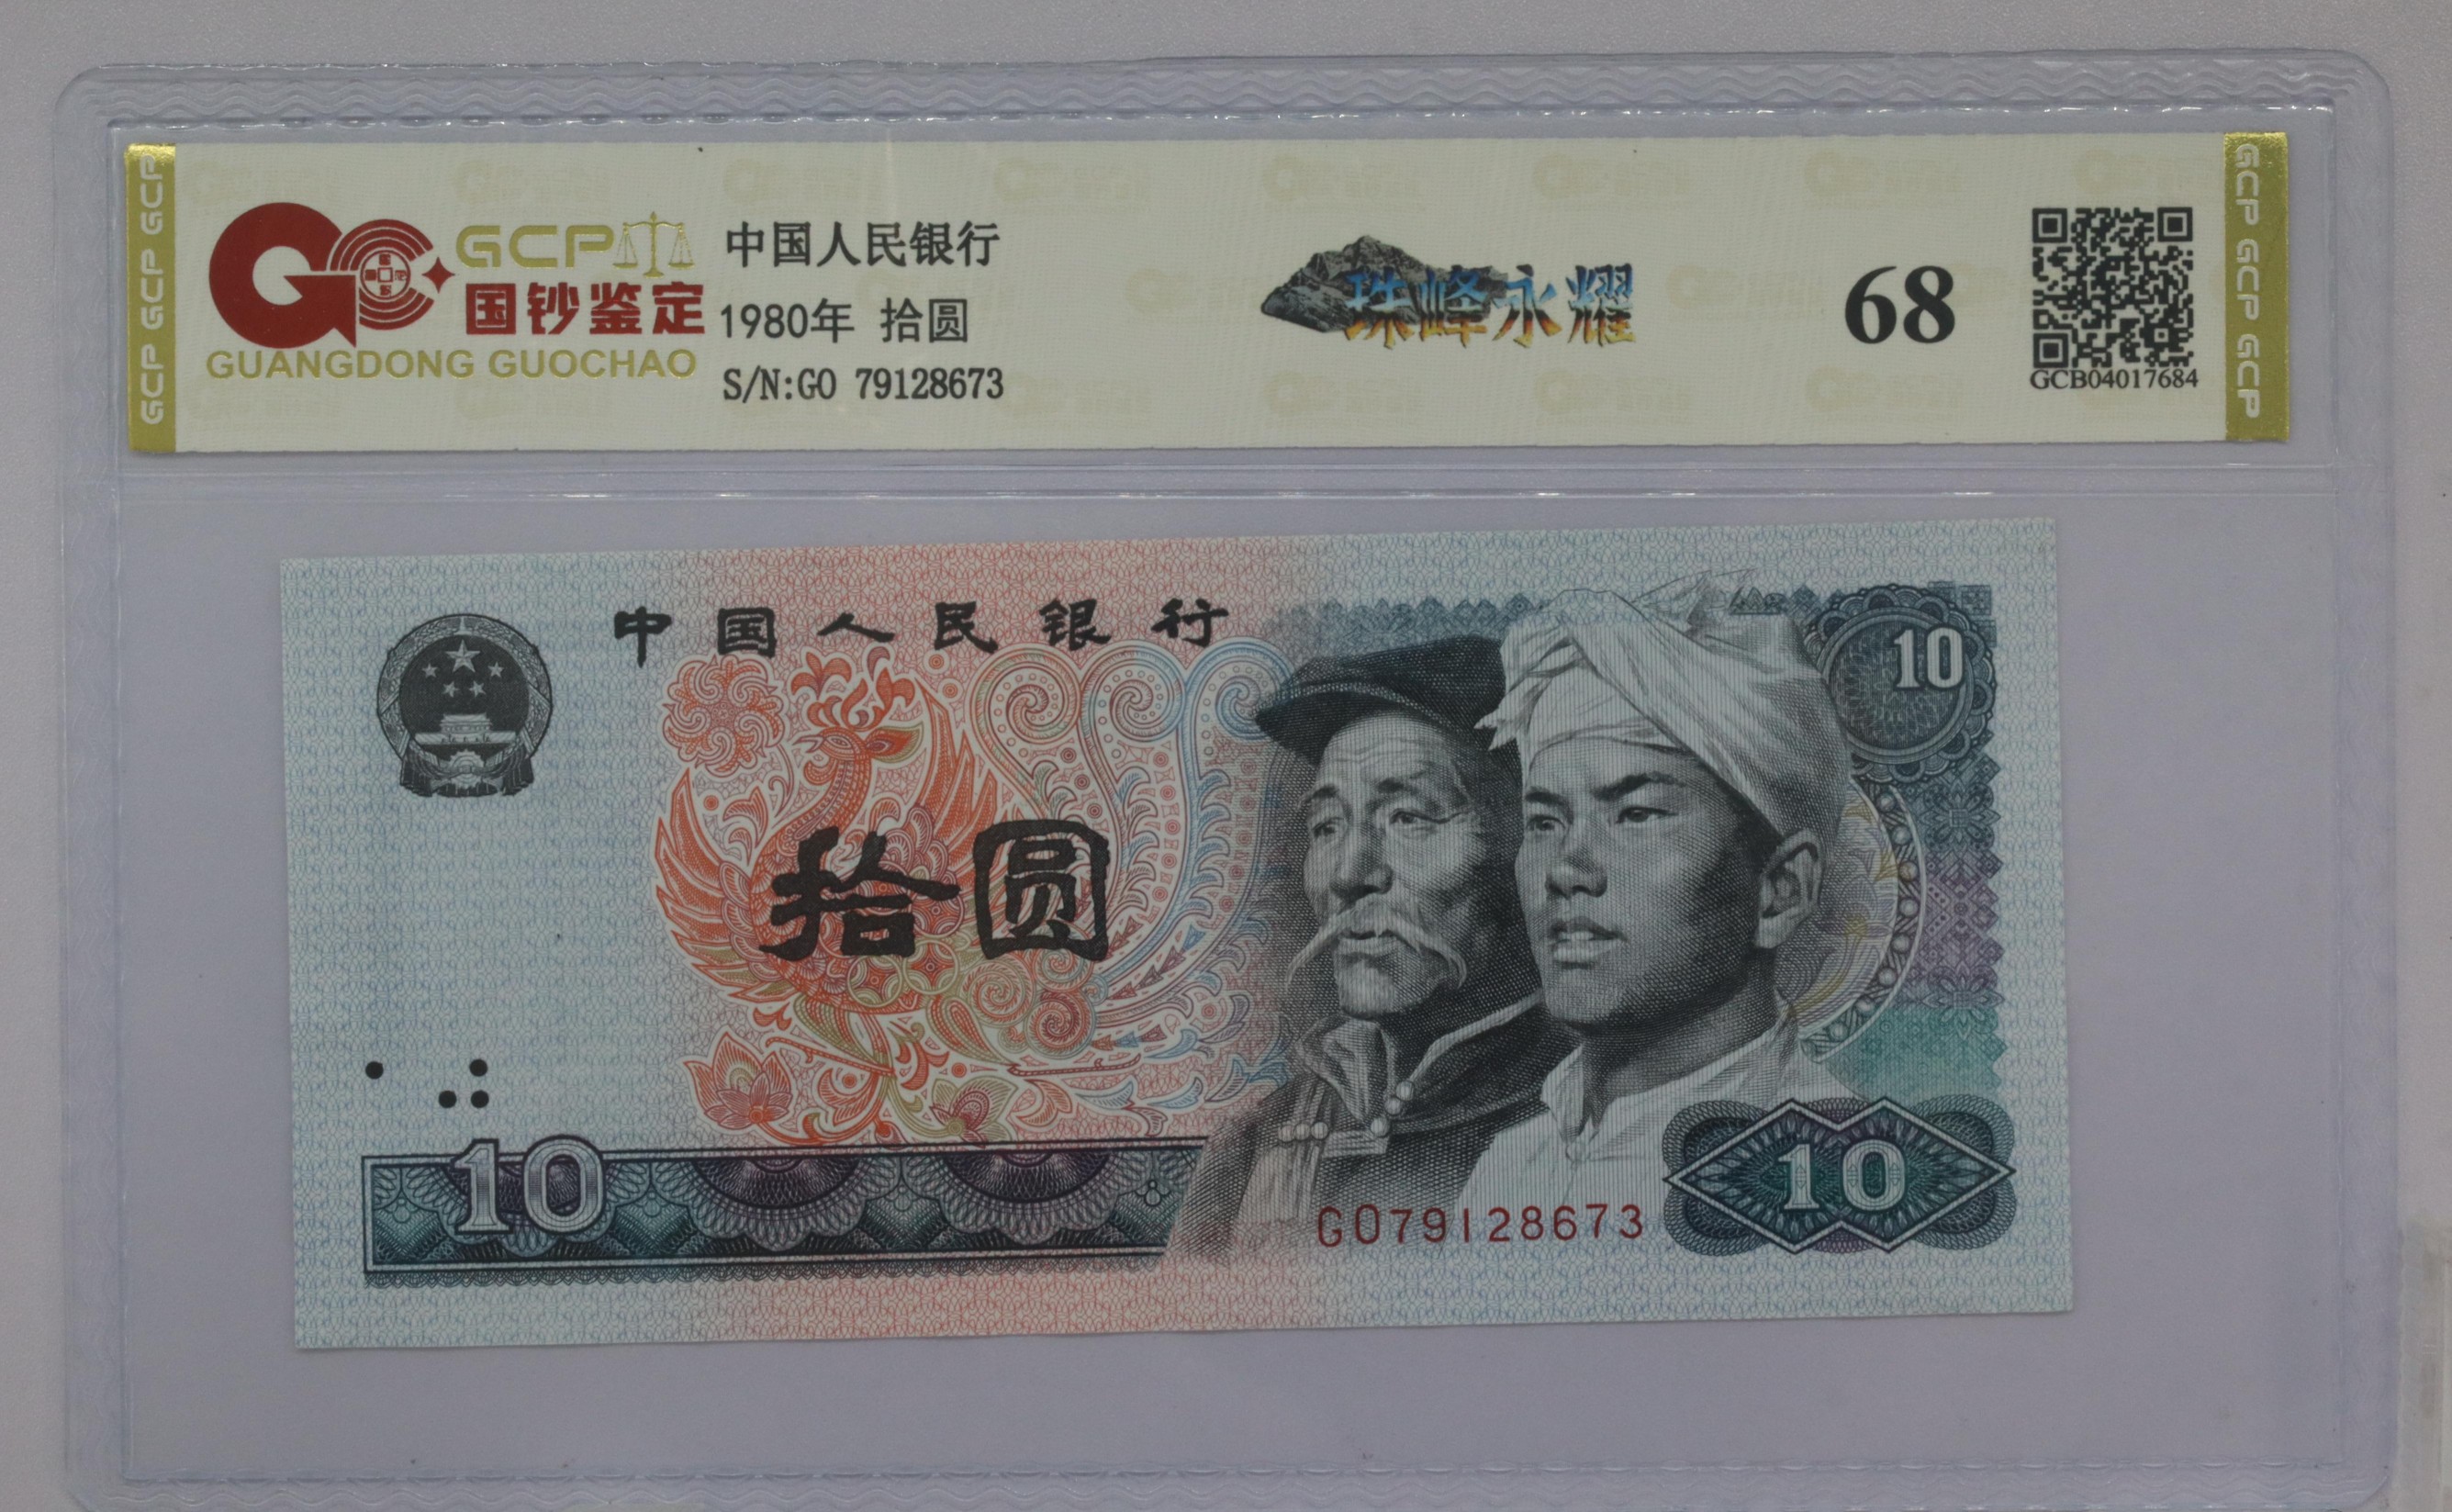 GCP GCP GCP
GCP
国钞鉴定
GUANGDONG GUOCHAO
中国人民银行
1980年 拾圆
S/N:GO 79128673
珠峰永耀
68
GCB04017684
GCP GCP GCP
中国人民银行
10
拾圆
10
GO79128673
10